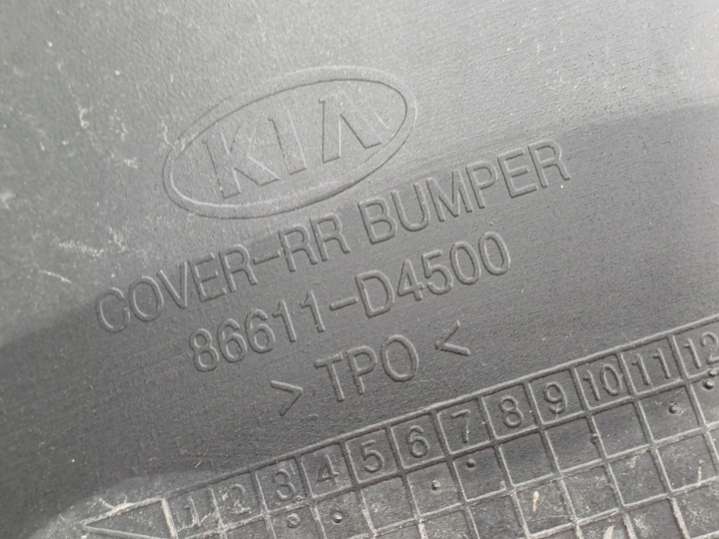 KIA
COVER-RR BUMPER
86611-D4500
> TPO <
1 2 3 4 5 6 7 8 9 10 11 12